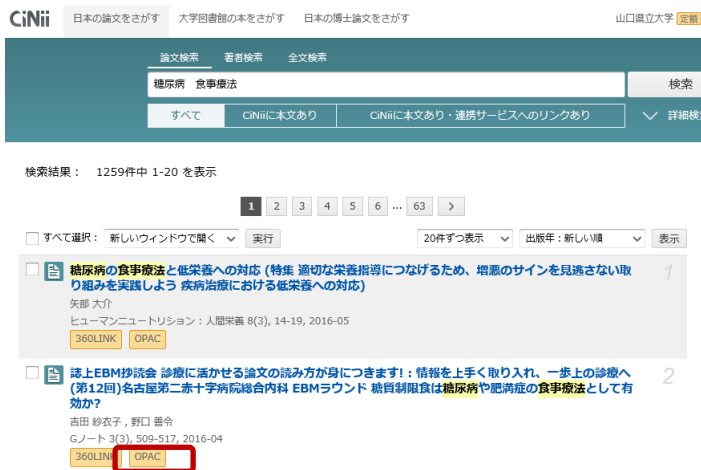 CiNii 日本の論文をさがす 大学図書館の本をさがす 日本の博士論文をさがす 山口県立大学 定額
論文検索 著者検索 全文検索
糖尿病 食事療法 検索
すべて CiNiiに本文あり CiNiiに本文あり・連携サービスへのリンクあり 詳細検
検索結果： 1259件中 1-20 を表示
1 2 3 4 5 6 ... 63 >
すべて選択： 新しいウィンドウで開く 実行 20件ずつ表示 出版年：新しい順 表示
糖尿病の食事療法と低栄養への対応 (特集 適切な栄養指導につなげるため、増悪のサインを見逃さない取 1
り組みを実践しよう 疾病治療における低栄養への対応)
矢部 大介
ヒューマンニュートリション : 人間栄養 8(3), 14-19, 2016-05
360LINK OPAC
誌上EBM抄読会 診療に活かせる論文の読み方が身につきます! : 情報を上手く取り入れ、一歩上の診療へ 2
(第12回)名古屋第二赤十字病院総合内科 EBMラウンド 糖質制限食は糖尿病や肥満症の食事療法として有
効か?
吉田 紗衣子 , 野口 善令
Gノート 3(3), 509-517, 2016-04
360LINK OPAC